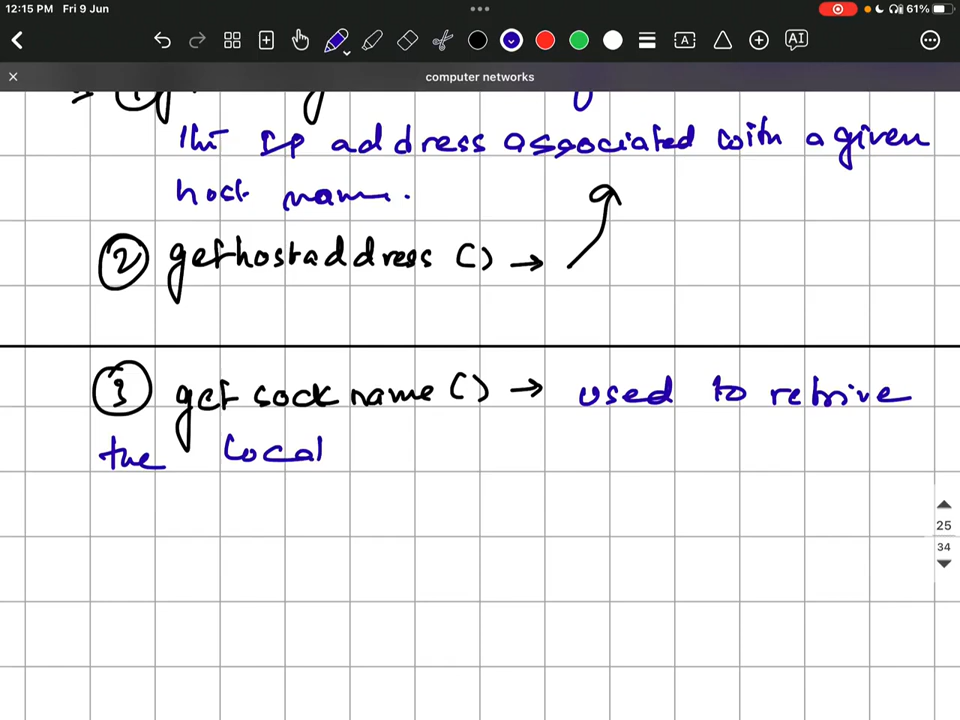 12:15 PM Fri 9 Jun
61%
A
AI
computer networks
the IP address associated with a given
host name.
2 gethostaddress () →
3 get sock name () → used to retrive
the local
25
34